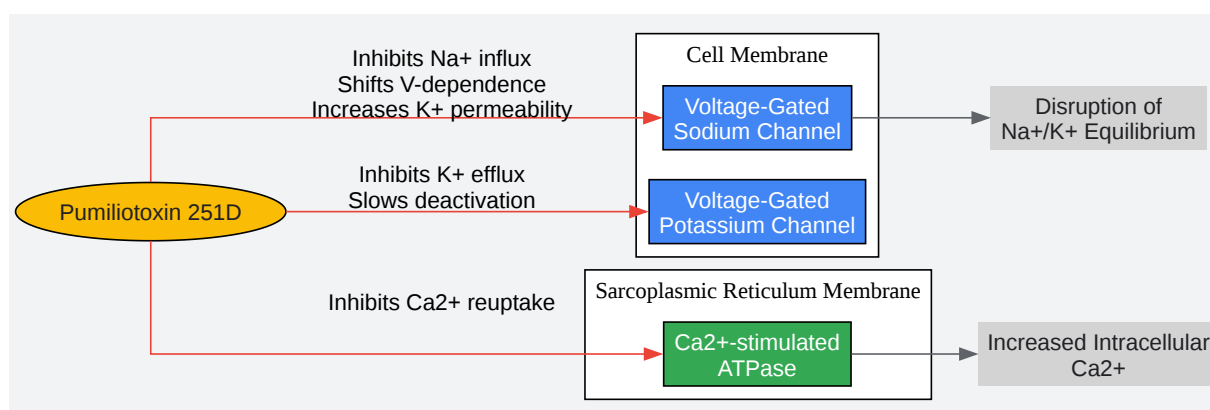 Inhibits Na+ influx
Shifts V-dependence
Increases K+ permeability
Cell Membrane
Voltage-Gated
Sodium Channel
Disruption of
Na+/K+ Equilibrium
Pumiliotoxin 251D
Inhibits K+ efflux
Slows deactivation
Voltage-Gated
Potassium Channel
Inhibits Ca2+ reuptake
Sarcoplasmic Reticulum Membrane
Ca2+-stimulated
ATPase
Increased Intracellular
Ca2+